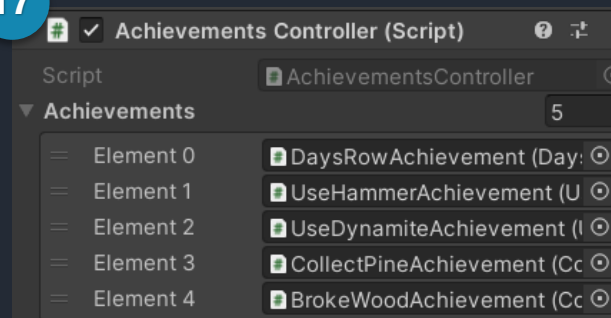 17
Achievements Controller (Script)
Script AchievementsController
Achievements 5
Element 0 DaysRowAchievement (Day
Element 1 UseHammerAchievement (U
Element 2 UseDynamiteAchievement (
Element 3 CollectPineAchievement (Co
Element 4 BrokeWoodAchievement (Co